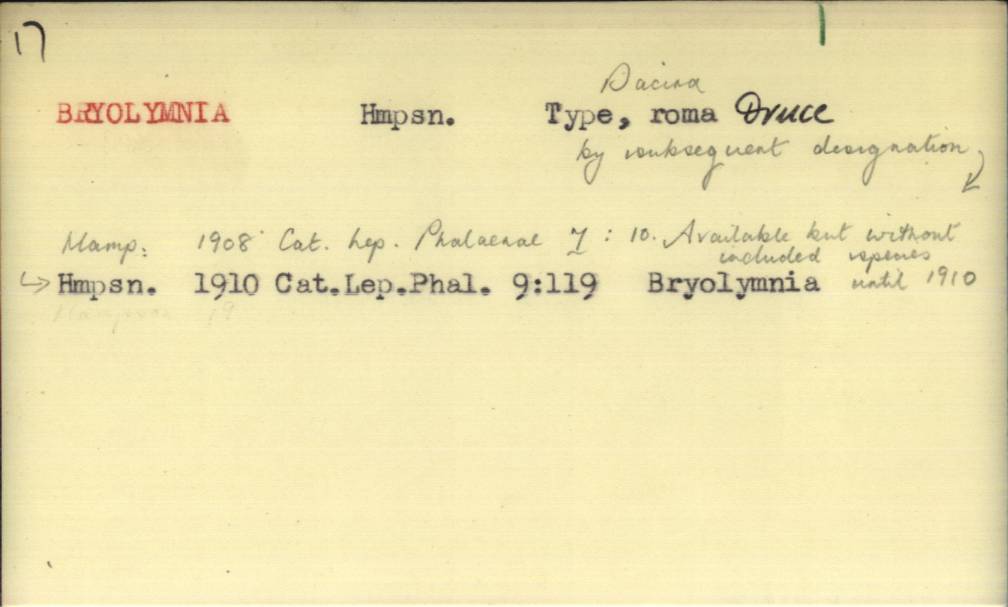 17
Dacira
BRYOLYMNIA Hmpsn. Type, roma Druce
by subsequent designation
Hamp: 1908 Cat. Lep. Phalaenae 7 : 10. Available but without
included species
Hmpsn. 1910 Cat.Lep.Phal. 9:119 Bryolymnia until 1910